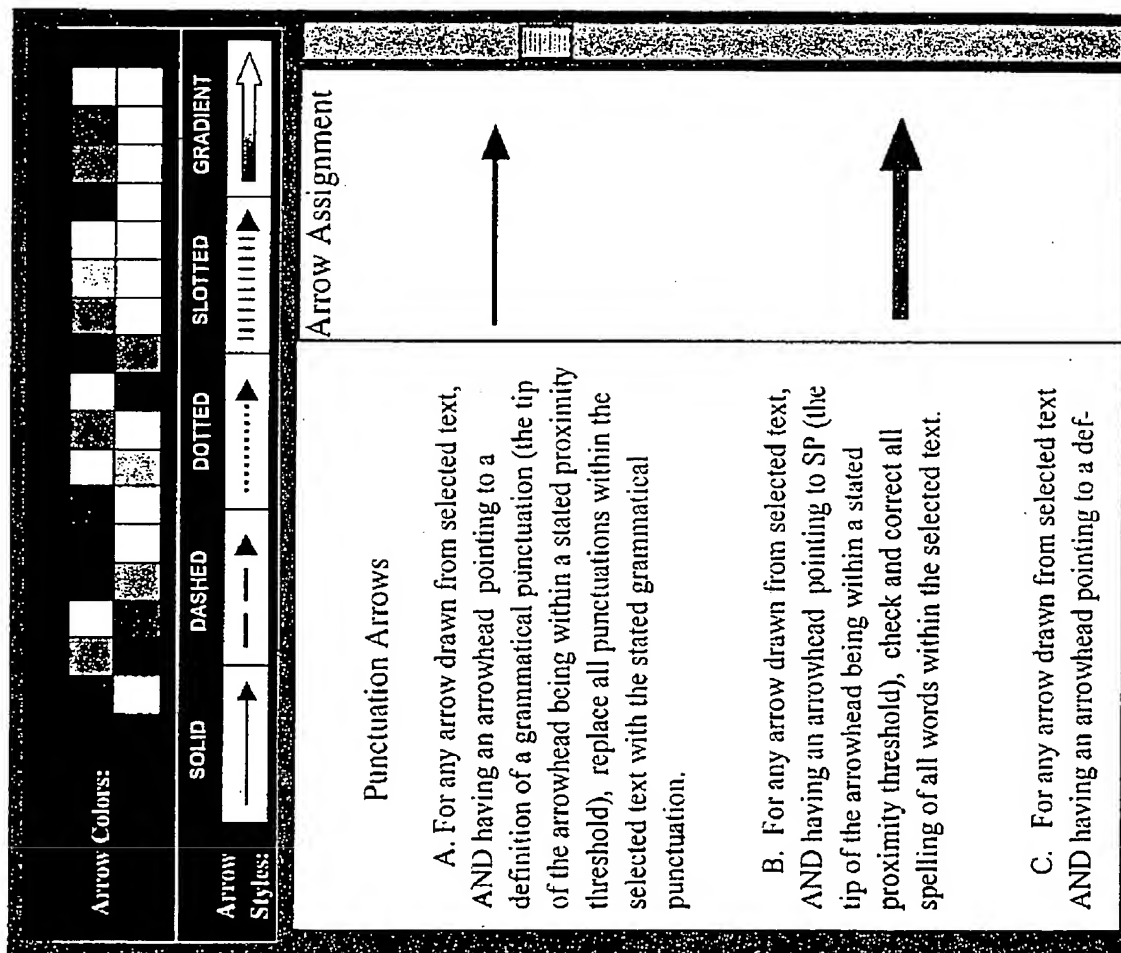 Arrow Colors:
Arrow
Styles:
SOLID
DASHED
DOTTED
SLOTTED
GRADIENT
Arrow Assignment
Punctuation Arrows
A. For any arrow drawn from selected text,
AND having an arrowhead pointing to a
definition of a grammatical punctuation (the tip
of the arrowhead being within a stated proximity
threshold), replace all punctuations within the
selected text with the stated grammatical
punctuation.
B. For any arrow drawn from selected text,
AND having an arrowhead pointing to SP (the
tip of the arrowhead being within a stated
proximity threshold), check and correct all
spelling of all words within the selected text.
C. For any arrow drawn from selected text
AND having an arrowhead pointing to a def-